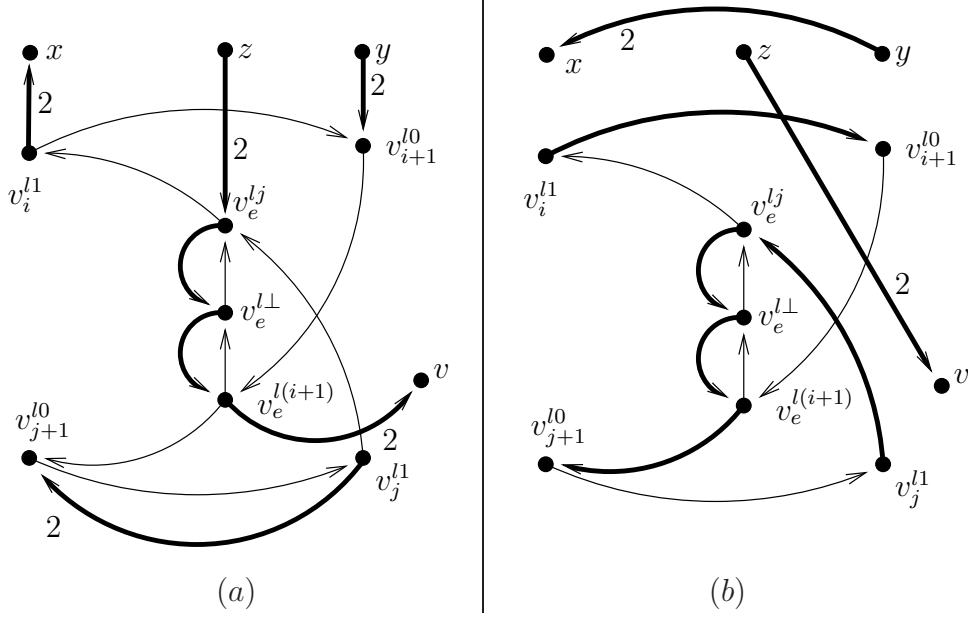 x
z
y
2
2
2
v_i^{l1}
v_{i+1}^{l0}
v_e^{lj}
v_e^{l⊥}
v_e^{l(i+1)}
v
v_{j+1}^{l0}
2
v_j^{l1}
2
(a)
2
x
z
y
v_i^{l1}
v_{i+1}^{l0}
v_e^{lj}
2
v_e^{l⊥}
v
v_e^{l(i+1)}
v_{j+1}^{l0}
v_j^{l1}
(b)